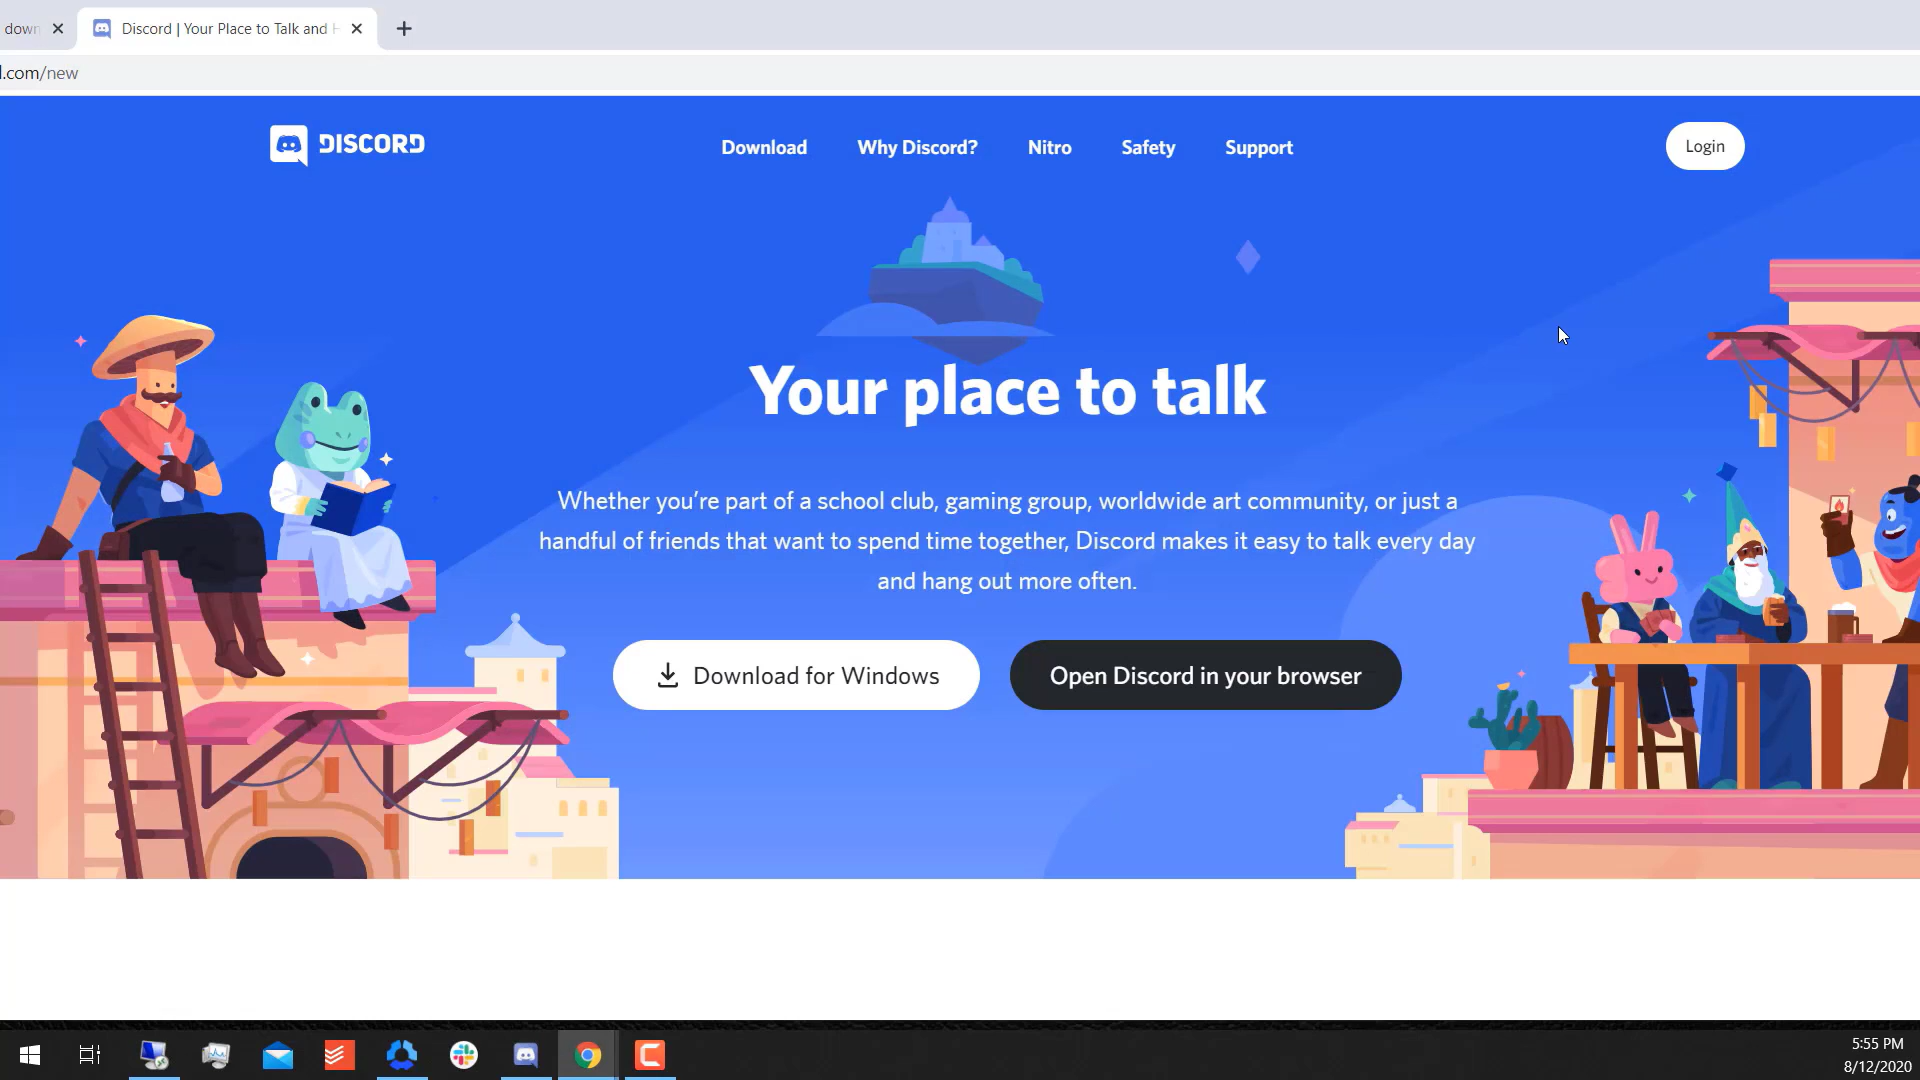 down
Discord | Your Place to Talk and H
l.com/new
DISCORD
Download
Why Discord?
Nitro
Safety
Support
Login
Your place to talk
Whether you’re part of a school club, gaming group, worldwide art community, or just a
handful of friends that want to spend time together, Discord makes it easy to talk every day
and hang out more often.
Download for Windows
Open Discord in your browser
5:55 PM
8/12/2020